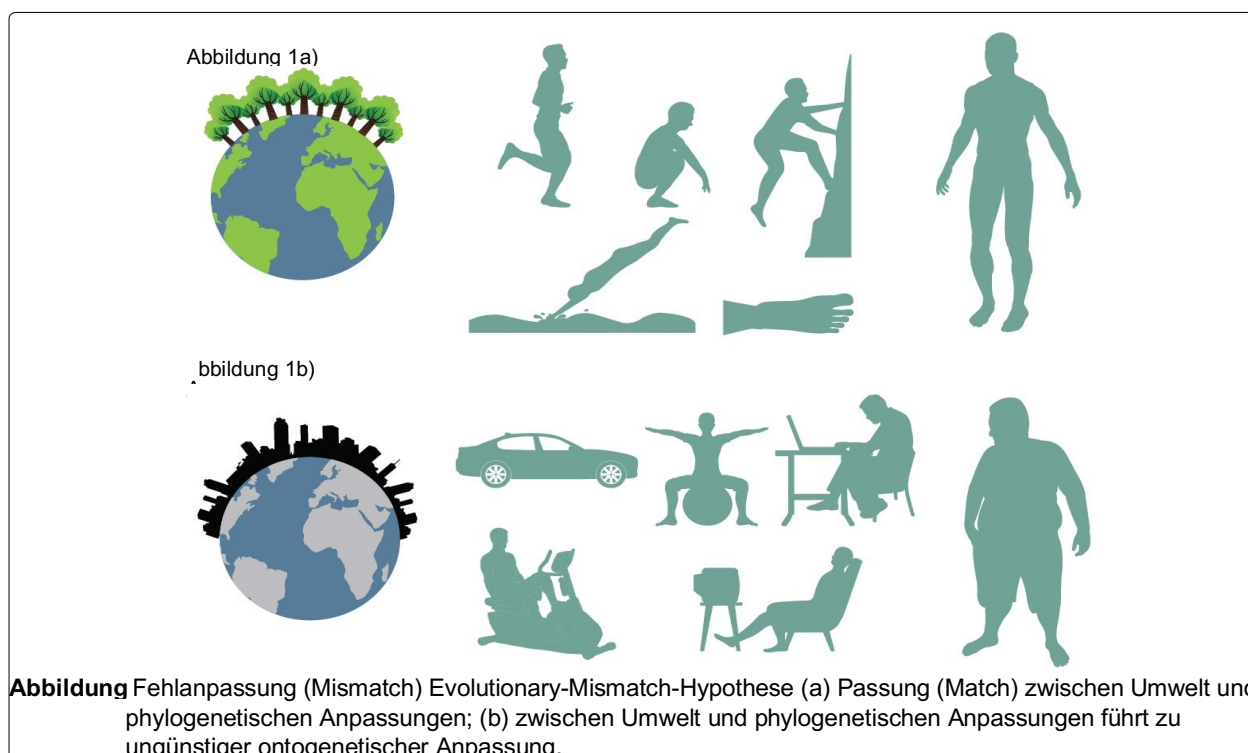 Abbildung 1a)
Abbildung 1b)
Abbildung Fehlanpassung (Mismatch) Evolutionary-Mismatch-Hypothese (a) Passung (Match) zwischen Umwelt und
phylogenetischen Anpassungen; (b) zwischen Umwelt und phylogenetischen Anpassungen führt zu
ungünstiger ontogenetischer Anpassung.